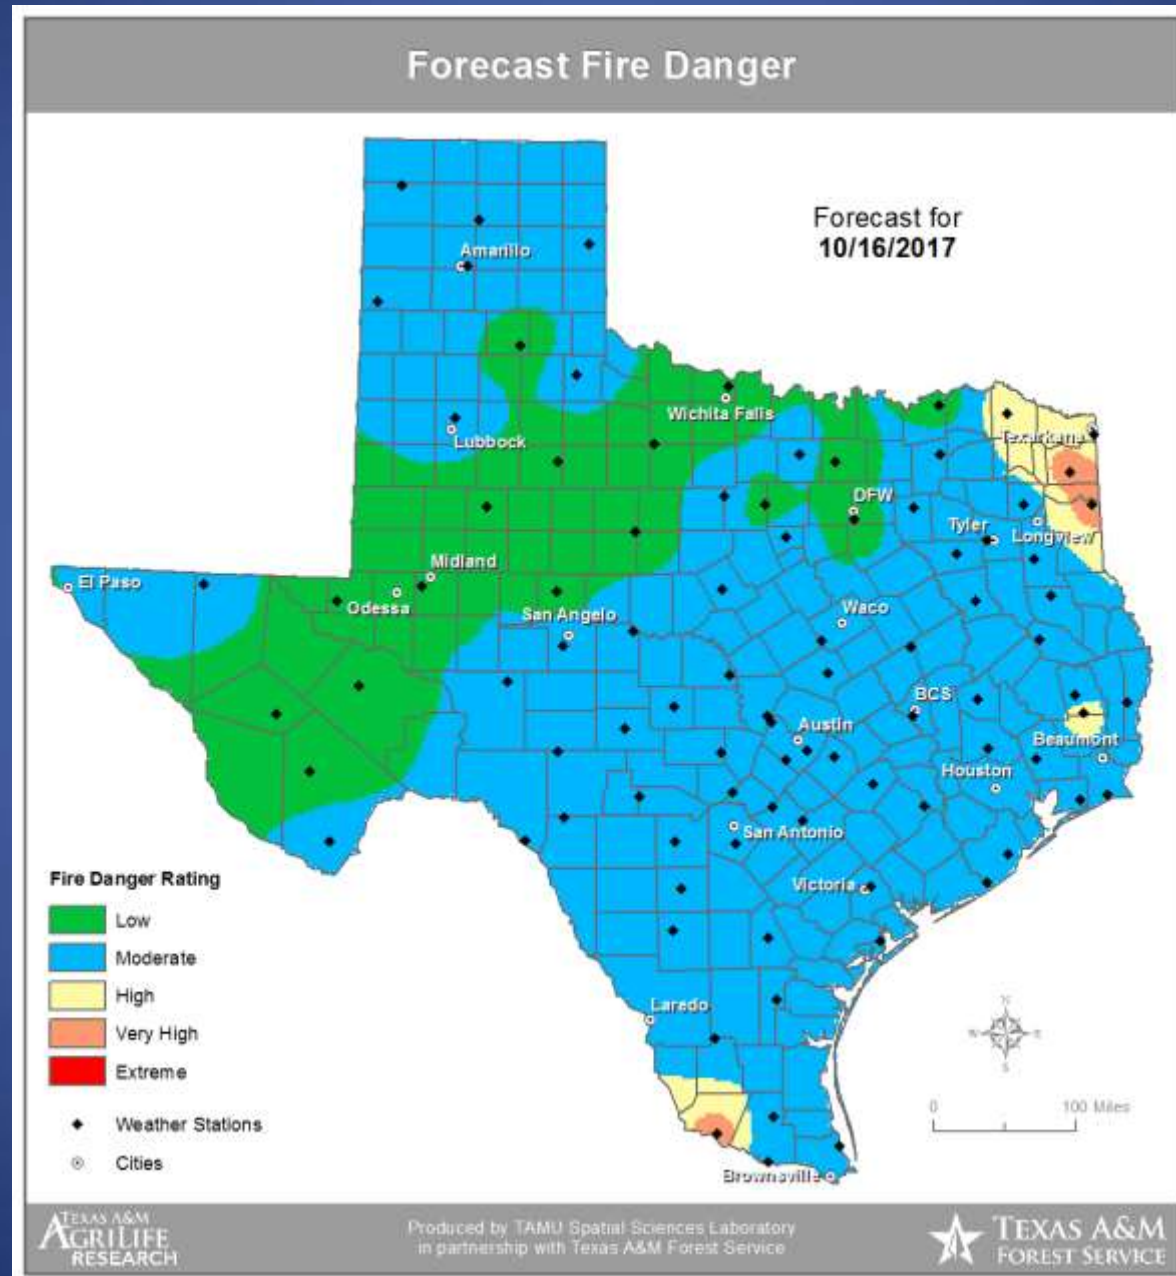 Forecast Fire Danger
Forecast for
10/16/2017
Amarillo
Wichita Falls
Lubbock
Texarkana
DFW
Tyler
Longview
El Paso
Midland
Odessa
San Angelo
Waco
BCS
Austin
Beaumont
Houston
San Antonio
Victoria
Laredo
Brownsville
Fire Danger Rating
Low
Moderate
High
Very High
Extreme
Weather Stations
Cities
N
W
E
S
0
100 Miles
TEXAS A&M
AGRILIFE
RESEARCH
Produced by TAMU Spatial Sciences Laboratory
in partnership with Texas A&M Forest Service
TEXAS A&M
FOREST SERVICE